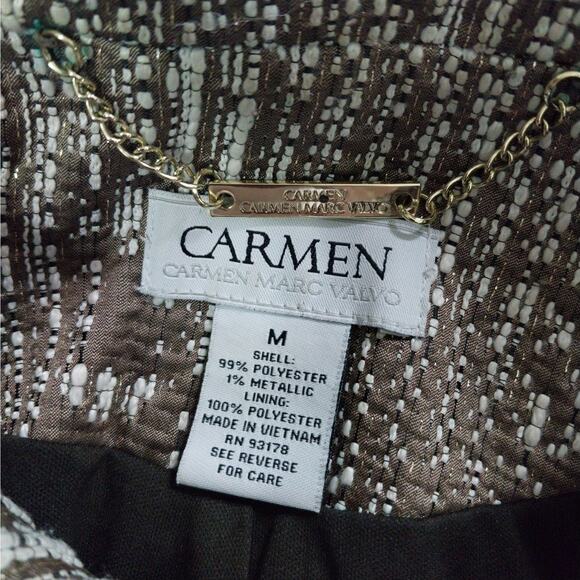 CARMEN
CARMEN MARC VALVO
CARMEN
CARMEN MARC VALVO
M
SHELL:
99% POLYESTER
1% METALLIC
LINING:
100% POLYESTER
MADE IN VIETNAM
RN 93178
SEE REVERSE
FOR CARE